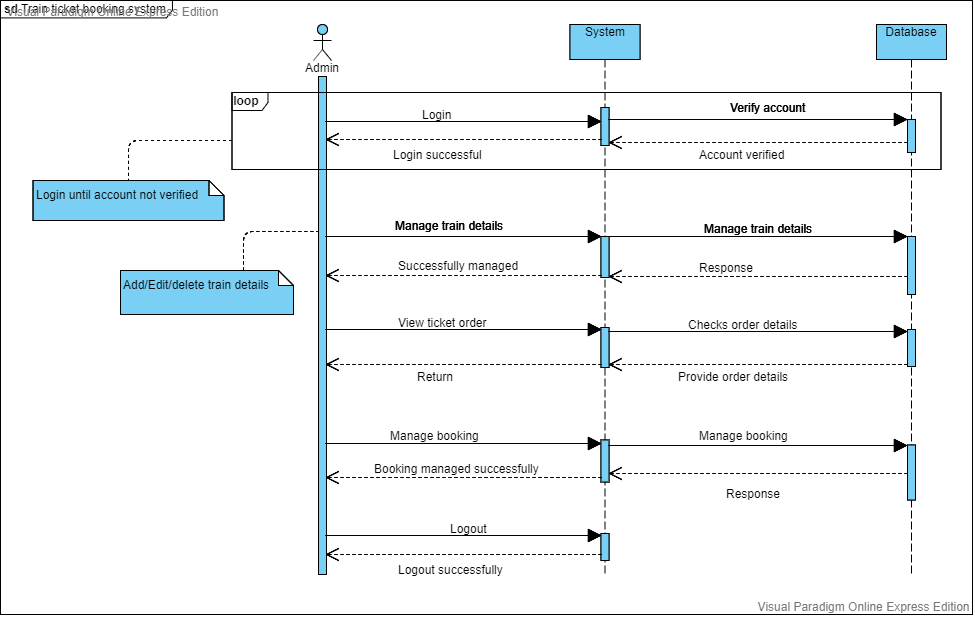 sd Train ticket booking system
Visual Paradigm Online Express Edition
System
Database
Admin
loop
Login
Verify account
Login successful
Account verified
Login until account not verified
Manage train details
Manage train details
Successfully managed
Response
Add/Edit/delete train details
View ticket order
Checks order details
Return
Provide order details
Manage booking
Manage booking
Booking managed successfully
Response
Logout
Logout successfully
Visual Paradigm Online Express Edition